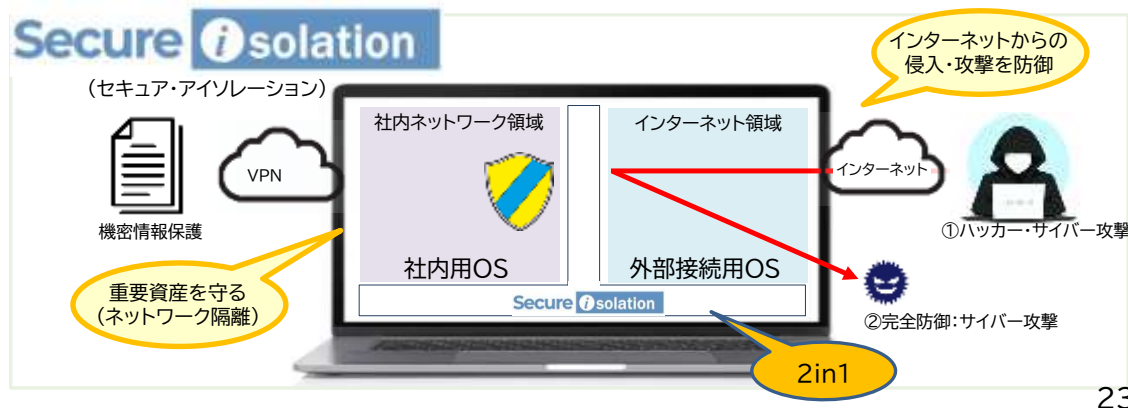 Secure isolation
(セキュア・アイソレーション)
インターネットからの
侵入・攻撃を防御
社内ネットワーク領域
インターネット領域
VPN
インターネット
機密情報保護
①ハッカー・サイバー攻撃
社内用OS
外部接続用OS
重要資産を守る
(ネットワーク隔離)
Secure isolation
②完全防御:サイバー攻撃
2in1
23